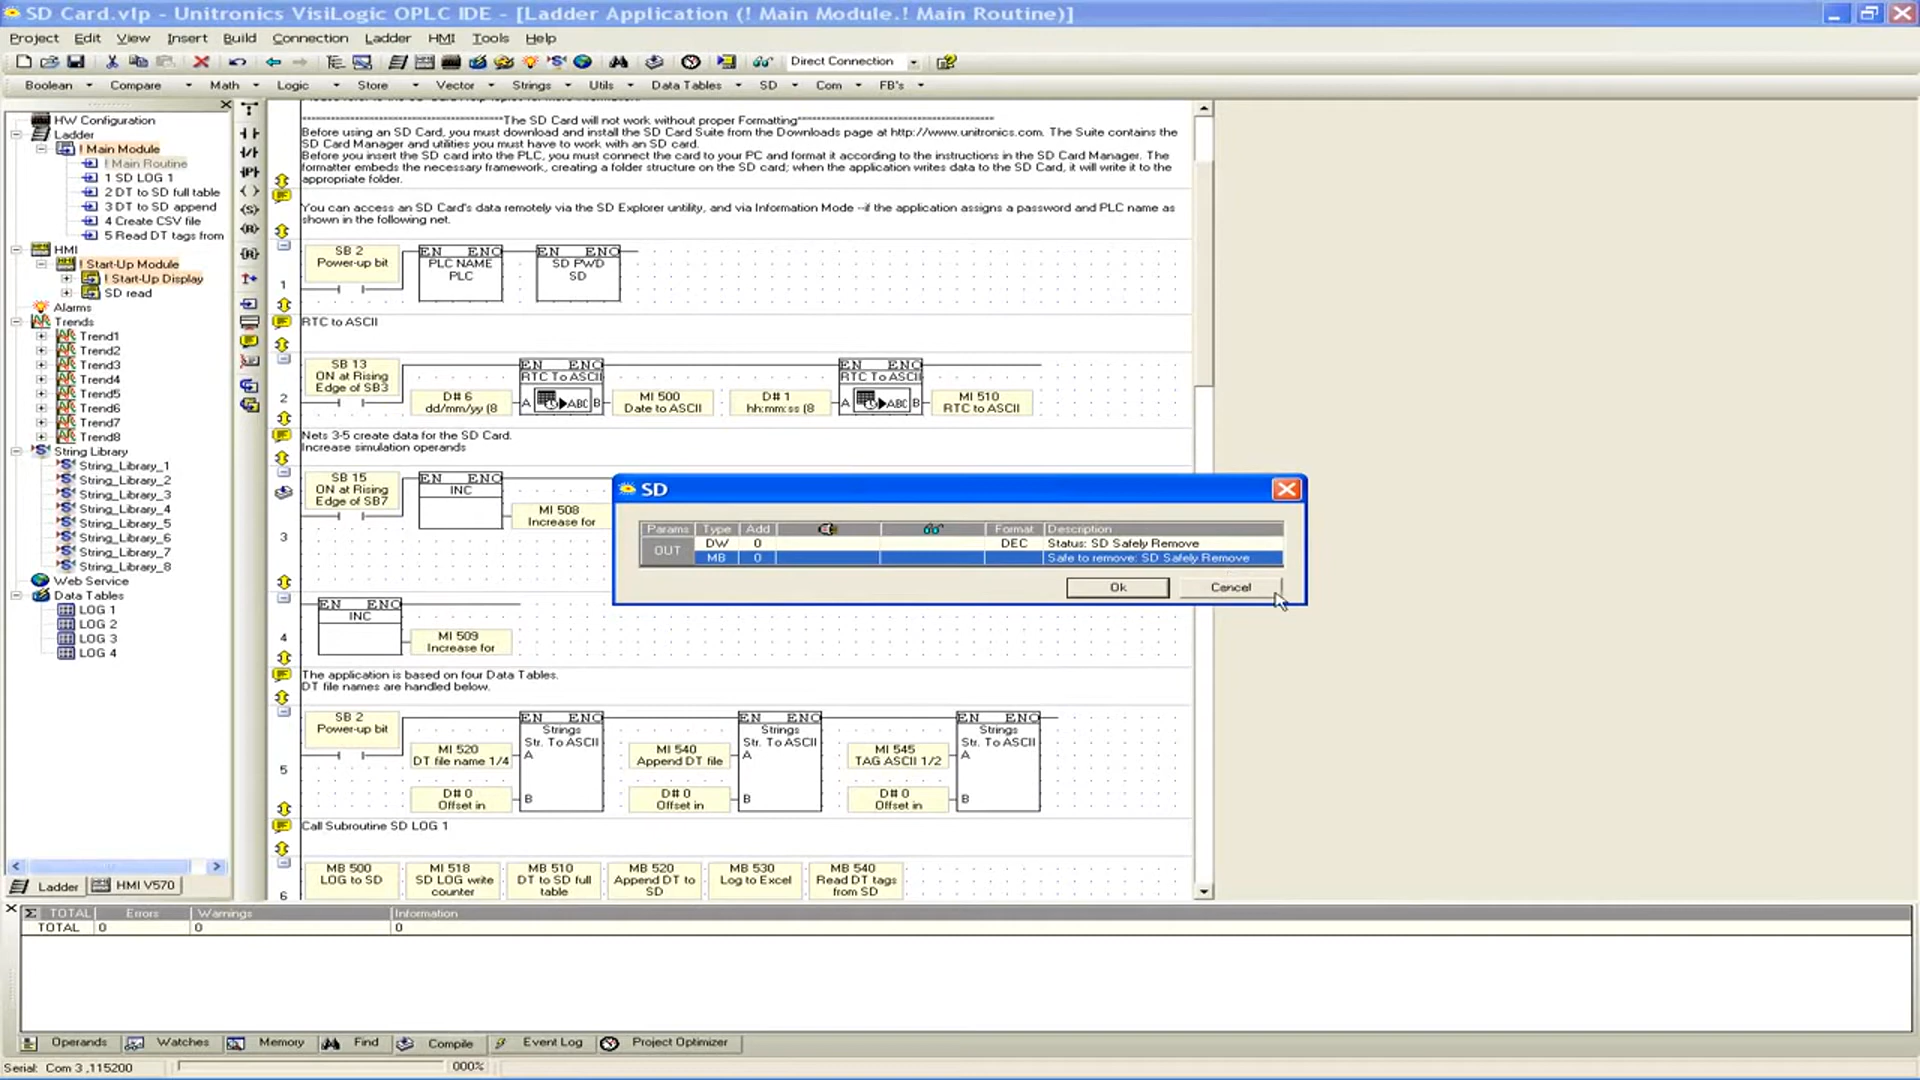 SD Card.vlp - Unitronics VisiLogic OPLC IDE - [Ladder Application (! Main Module.! Main Routine)]
Project Edit View Insert Build Connection Ladder HMI Tools Help
Direct Connection
Boolean Compare Math Logic Store Vector Strings Utils Data Tables SD Com FB's
HW Configuration
Ladder
! Main Module
! Main Routine
1 SD LOG 1
2 DT to SD full table
3 DT to SD append
4 Create CSV file
5 Read DT tags from
HMI
! Start-Up Module
! Start-Up Display
SD read
Alarms
Trends
Trend1
Trend2
Trend3
Trend4
Trend5
Trend6
Trend7
Trend8
String Library
String_Library_1
String_Library_2
String_Library_3
String_Library_4
String_Library_5
String_Library_6
String_Library_7
String_Library_8
Web Service
Data Tables
LOG 1
LOG 2
LOG 3
LOG 4
Ladder HMI V570
--------The SD Card will not work without proper Formatting--------
Before using an SD Card, you must download and install the SD Card Suite from the Downloads page at http://www.unitronics.com. The Suite contains the
SD Card Manager and utilities you must have to work with an SD card.
Before you insert the SD card into the PLC, you must connect the card to your PC and format it according to the instructions in the SD Card Manager. The
formatter embeds the necessary framework, creating a folder structure on the SD card; when the application writes data to the SD Card, it will write it to the
appropriate folder.
You can access an SD Card's data remotely via the SD Explorer untility, and via Information Mode --if the application assigns a password and PLC name as
shown in the following net.
1
SB 2
Power-up bit
EN ENO
PLC NAME
PLC
EN ENO
SD PWD
SD
RTC to ASCII
2
SB 13
ON at Rising
Edge of SB3
D# 6
dd/mm/yy (8
EN ENO
RTC To ASCII
A ABC B
MI 500
Date to ASCII
D# 1
hh:mm:ss (8
EN ENO
RTC To ASCII
A ABC B
MI 510
RTC to ASCII
Nets 3-5 create data for the SD Card.
Increase simulation operands
3
SB 15
ON at Rising
Edge of SB7
EN ENO
INC
MI 508
Increase for
4
EN ENO
INC
MI 509
Increase for
The application is based on four Data Tables.
DT file names are handled below.
5
SB 2
Power-up bit
MI 520
DT file name 1/4
D# 0
Offset in
EN ENO
Strings
Str. To ASCII
A
B
MI 540
Append DT file
D# 0
Offset in
EN ENO
Strings
Str. To ASCII
A
B
MI 545
TAG ASCII 1/2
D# 0
Offset in
EN ENO
Strings
Str. To ASCII
A
B
Call Subroutine SD LOG 1
6
MB 500
LOG to SD
MI 518
SD LOG write
counter
MB 510
DT to SD full
table
MB 520
Append DT to
SD
MB 530
Log to Excel
MB 540
Read DT tags
from SD
SD
Params Type Add Format Description
OUT
DW 0 DEC Status: SD Safely Remove
MB 0 Safe to remove: SD Safely Remove
Ok Cancel
TOTAL Errors Warnings Information
TOTAL 0 0 0
Operands Watches Memory Find Compile Event Log Project Optimizer
Serial: Com 3 ,115200 000%